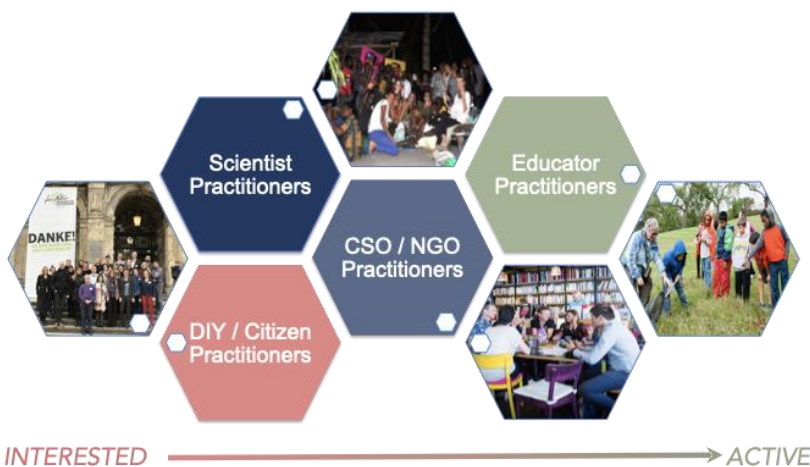 Scientist
Practitioners
Educator
Practitioners
DANKE!
CSO / NGO
Practitioners
DIY / Citizen
Practitioners
INTERESTED
ACTIVE